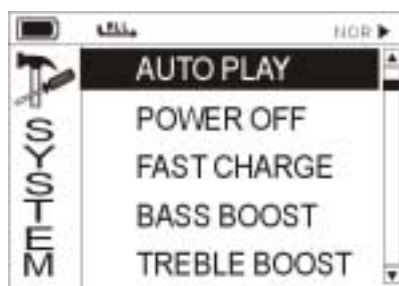 NOR
AUTO PLAY
POWER OFF
FAST CHARGE
BASS BOOST
TREBLE BOOST
SYSTEM